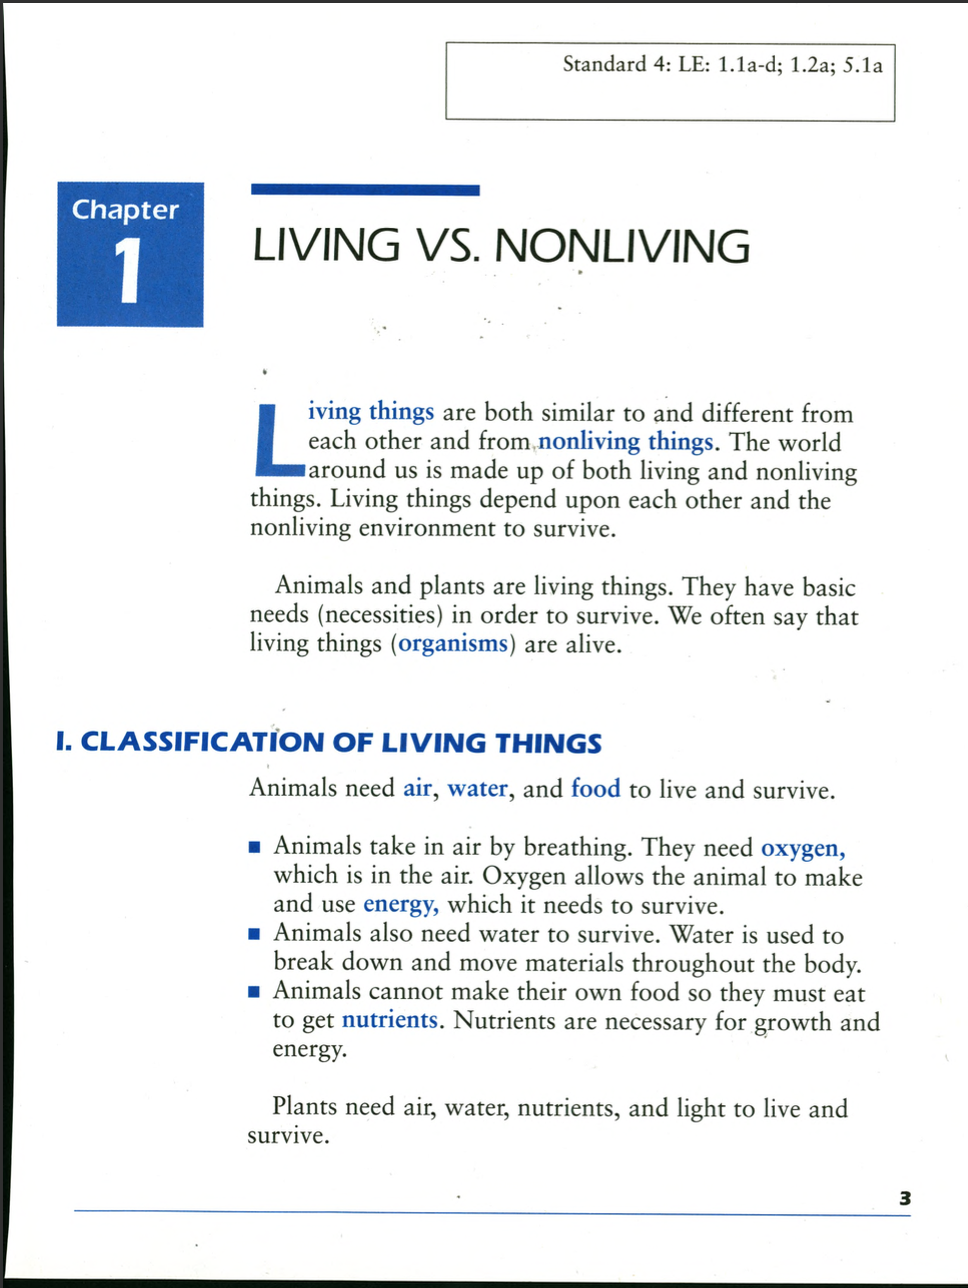 Standard 4: LE: 1.1a-d; 1.2a; 5.1a
Chapter
1
LIVING VS. NONLIVING
Living things are both similar to and different from
each other and from nonliving things. The world
around us is made up of both living and nonliving
things. Living things depend upon each other and the
nonliving environment to survive.
Animals and plants are living things. They have basic
needs (necessities) in order to survive. We often say that
living things (organisms) are alive.
I. CLASSIFICATION OF LIVING THINGS
Animals need air, water, and food to live and survive.
■ Animals take in air by breathing. They need oxygen,
which is in the air. Oxygen allows the animal to make
and use energy, which it needs to survive.
■ Animals also need water to survive. Water is used to
break down and move materials throughout the body.
■ Animals cannot make their own food so they must eat
to get nutrients. Nutrients are necessary for growth and
energy.
Plants need air, water, nutrients, and light to live and
survive.
3